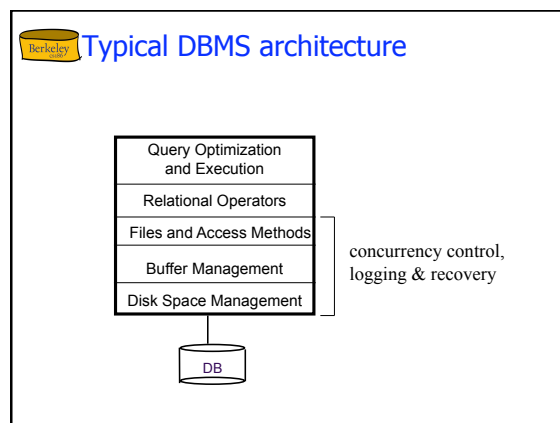 Berkeley
cs186
Typical DBMS architecture
Query Optimization
and Execution
Relational Operators
Files and Access Methods
Buffer Management
Disk Space Management
concurrency control,
logging & recovery
DB